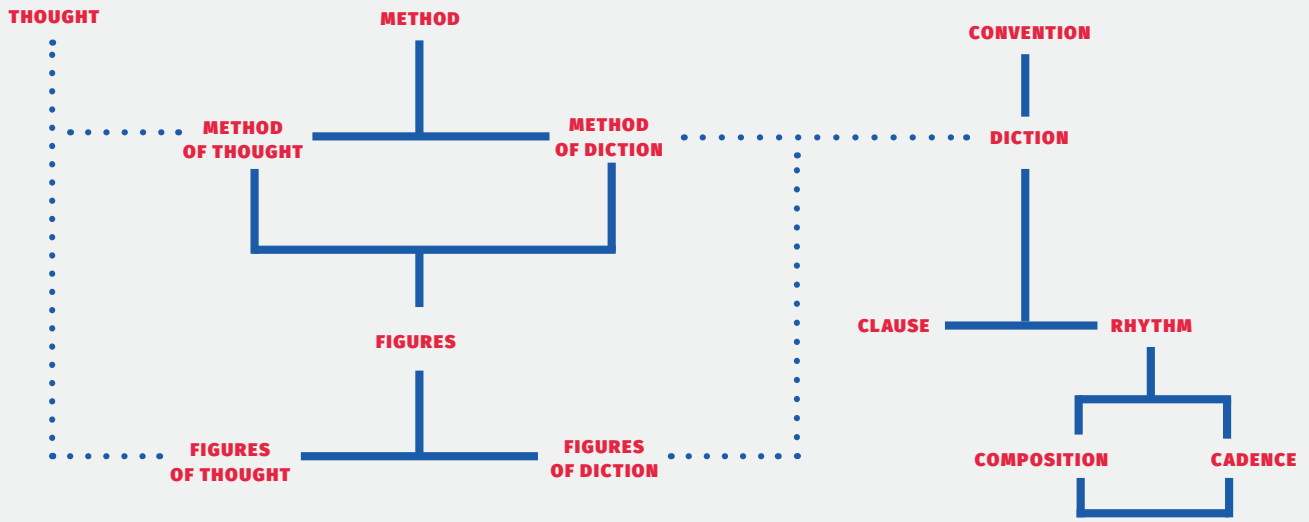 THOUGHT
METHOD
CONVENTION
METHOD
OF THOUGHT
METHOD
OF DICTION
DICTION
CLAUSE
RHYTHM
FIGURES
FIGURES
OF THOUGHT
FIGURES
OF DICTION
COMPOSITION
CADENCE